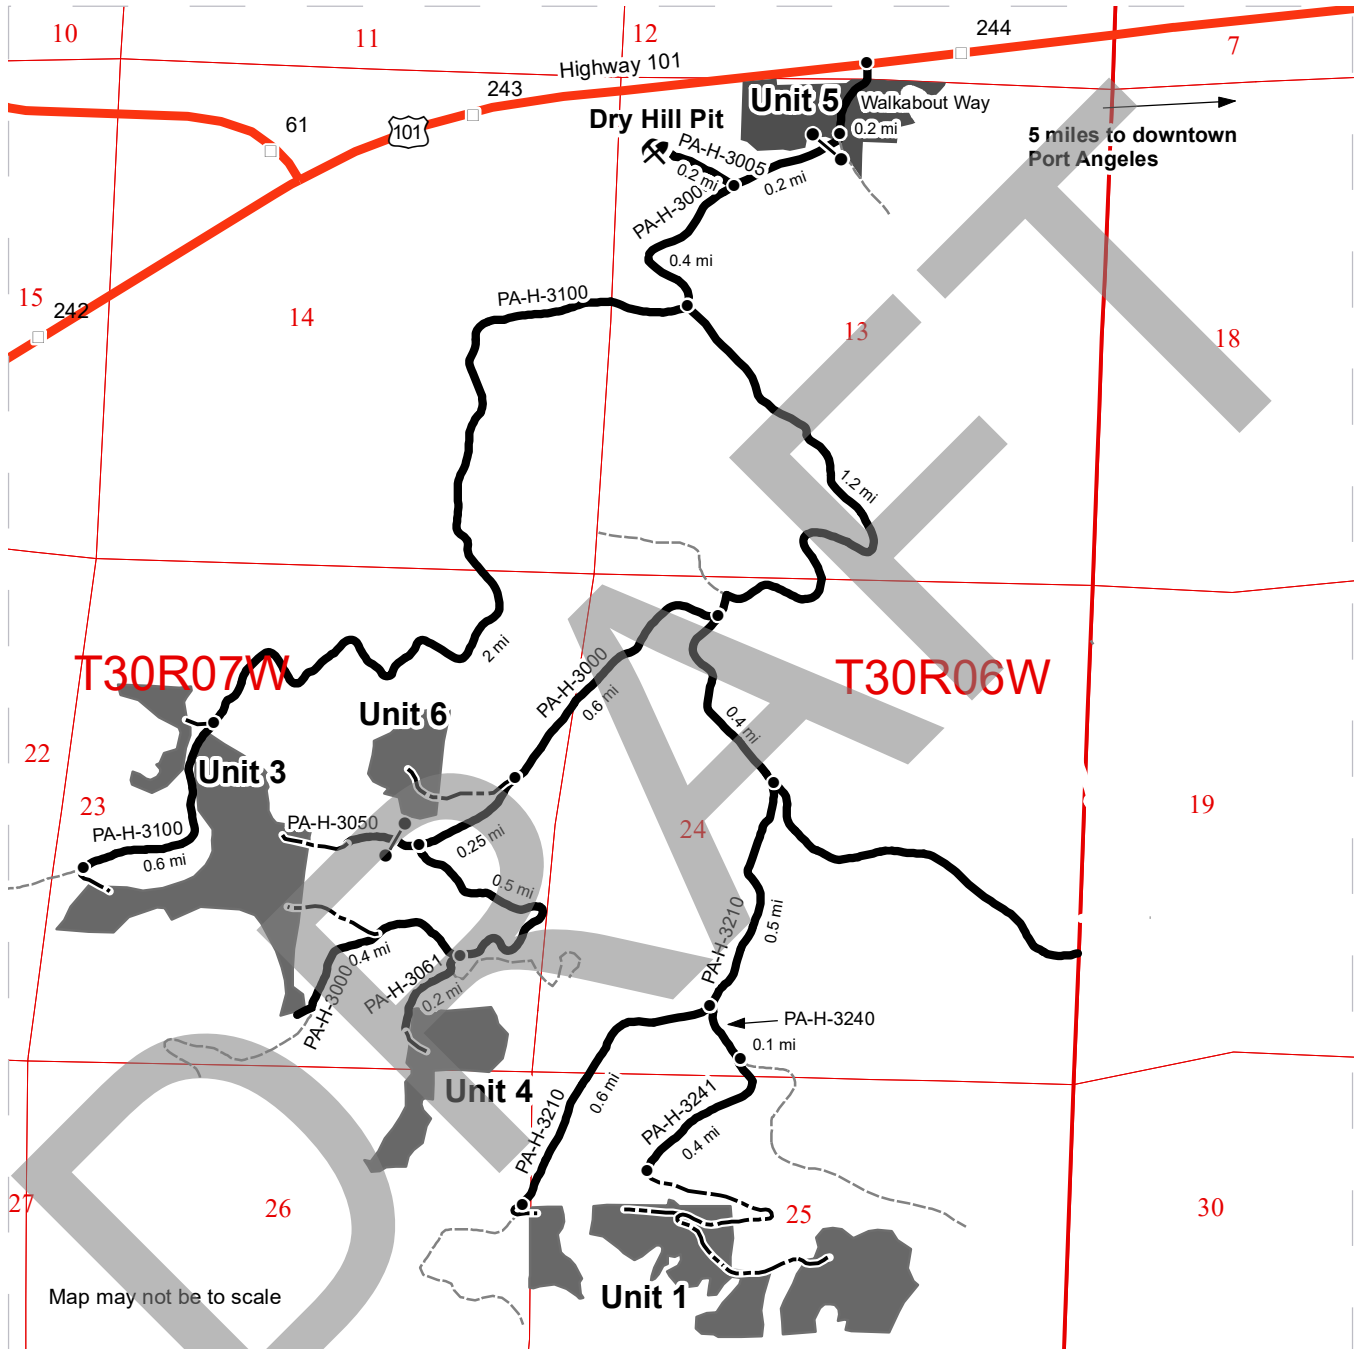 10
11
12
7
244
Highway 101
243
61
101
Unit 5
Walkabout Way
0.2 mi
Dry Hill Pit
5 miles to downtown
Port Angeles
PA-H-3005
0.2 mi
0.2 mi
PA-H-300
0.4 mi
15
242
14
PA-H-3100
13
18
1.2 mi
2 mi
T30R07W
T30R06W
PA-H-3000
0.6 mi
Unit 6
0.4 mi
22
Unit 3
23
PA-H-3100
0.6 mi
PA-H-3050
0.25 mi
24
19
0.5 mi
PA-H-3210
0.5 mi
0.4 mi
PA-H-3061
0.2 mi
PA-H-3000
PA-H-3240
0.1 mi
Unit 4
PA-H-3210
0.6 mi
PA-H-3241
0.4 mi
27
26
25
30
Unit 1
Map may not be to scale
DRAFT